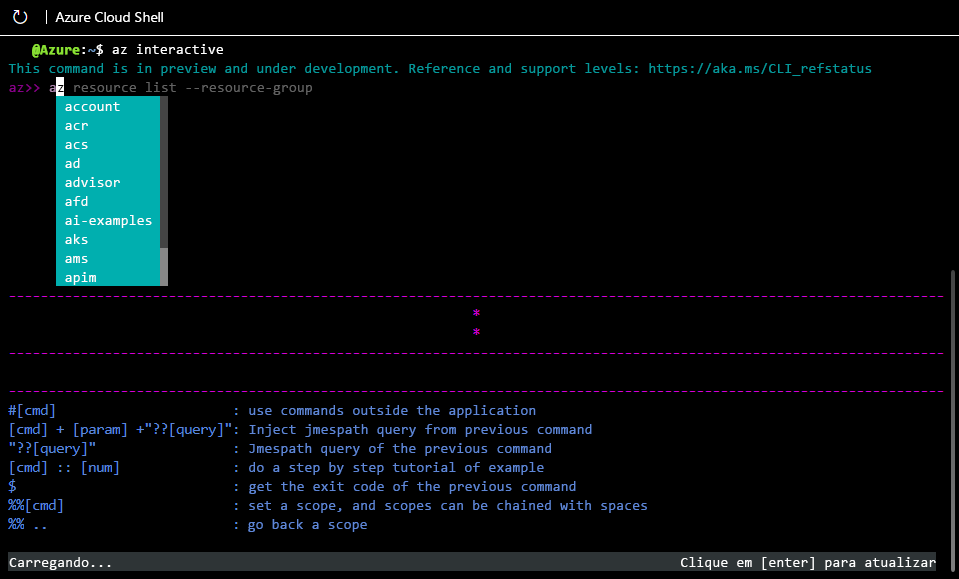 Azure Cloud Shell
@Azure:~$ az interactive
This command is in preview and under development. Reference and support levels: https://aka.ms/CLI_refstatus
az>> az resource list --resource-group
account
acr
acs
ad
advisor
afd
ai-examples
aks
ams
apim
*
*
#[cmd] : use commands outside the application
[cmd] + [param] +"??[query]": Inject jmespath query from previous command
"??[query]" : Jmespath query of the previous command
[cmd] :: [num] : do a step by step tutorial of example
$ : get the exit code of the previous command
%%[cmd] : set a scope, and scopes can be chained with spaces
%% .. : go back a scope
Carregando... Clique em [enter] para atualizar